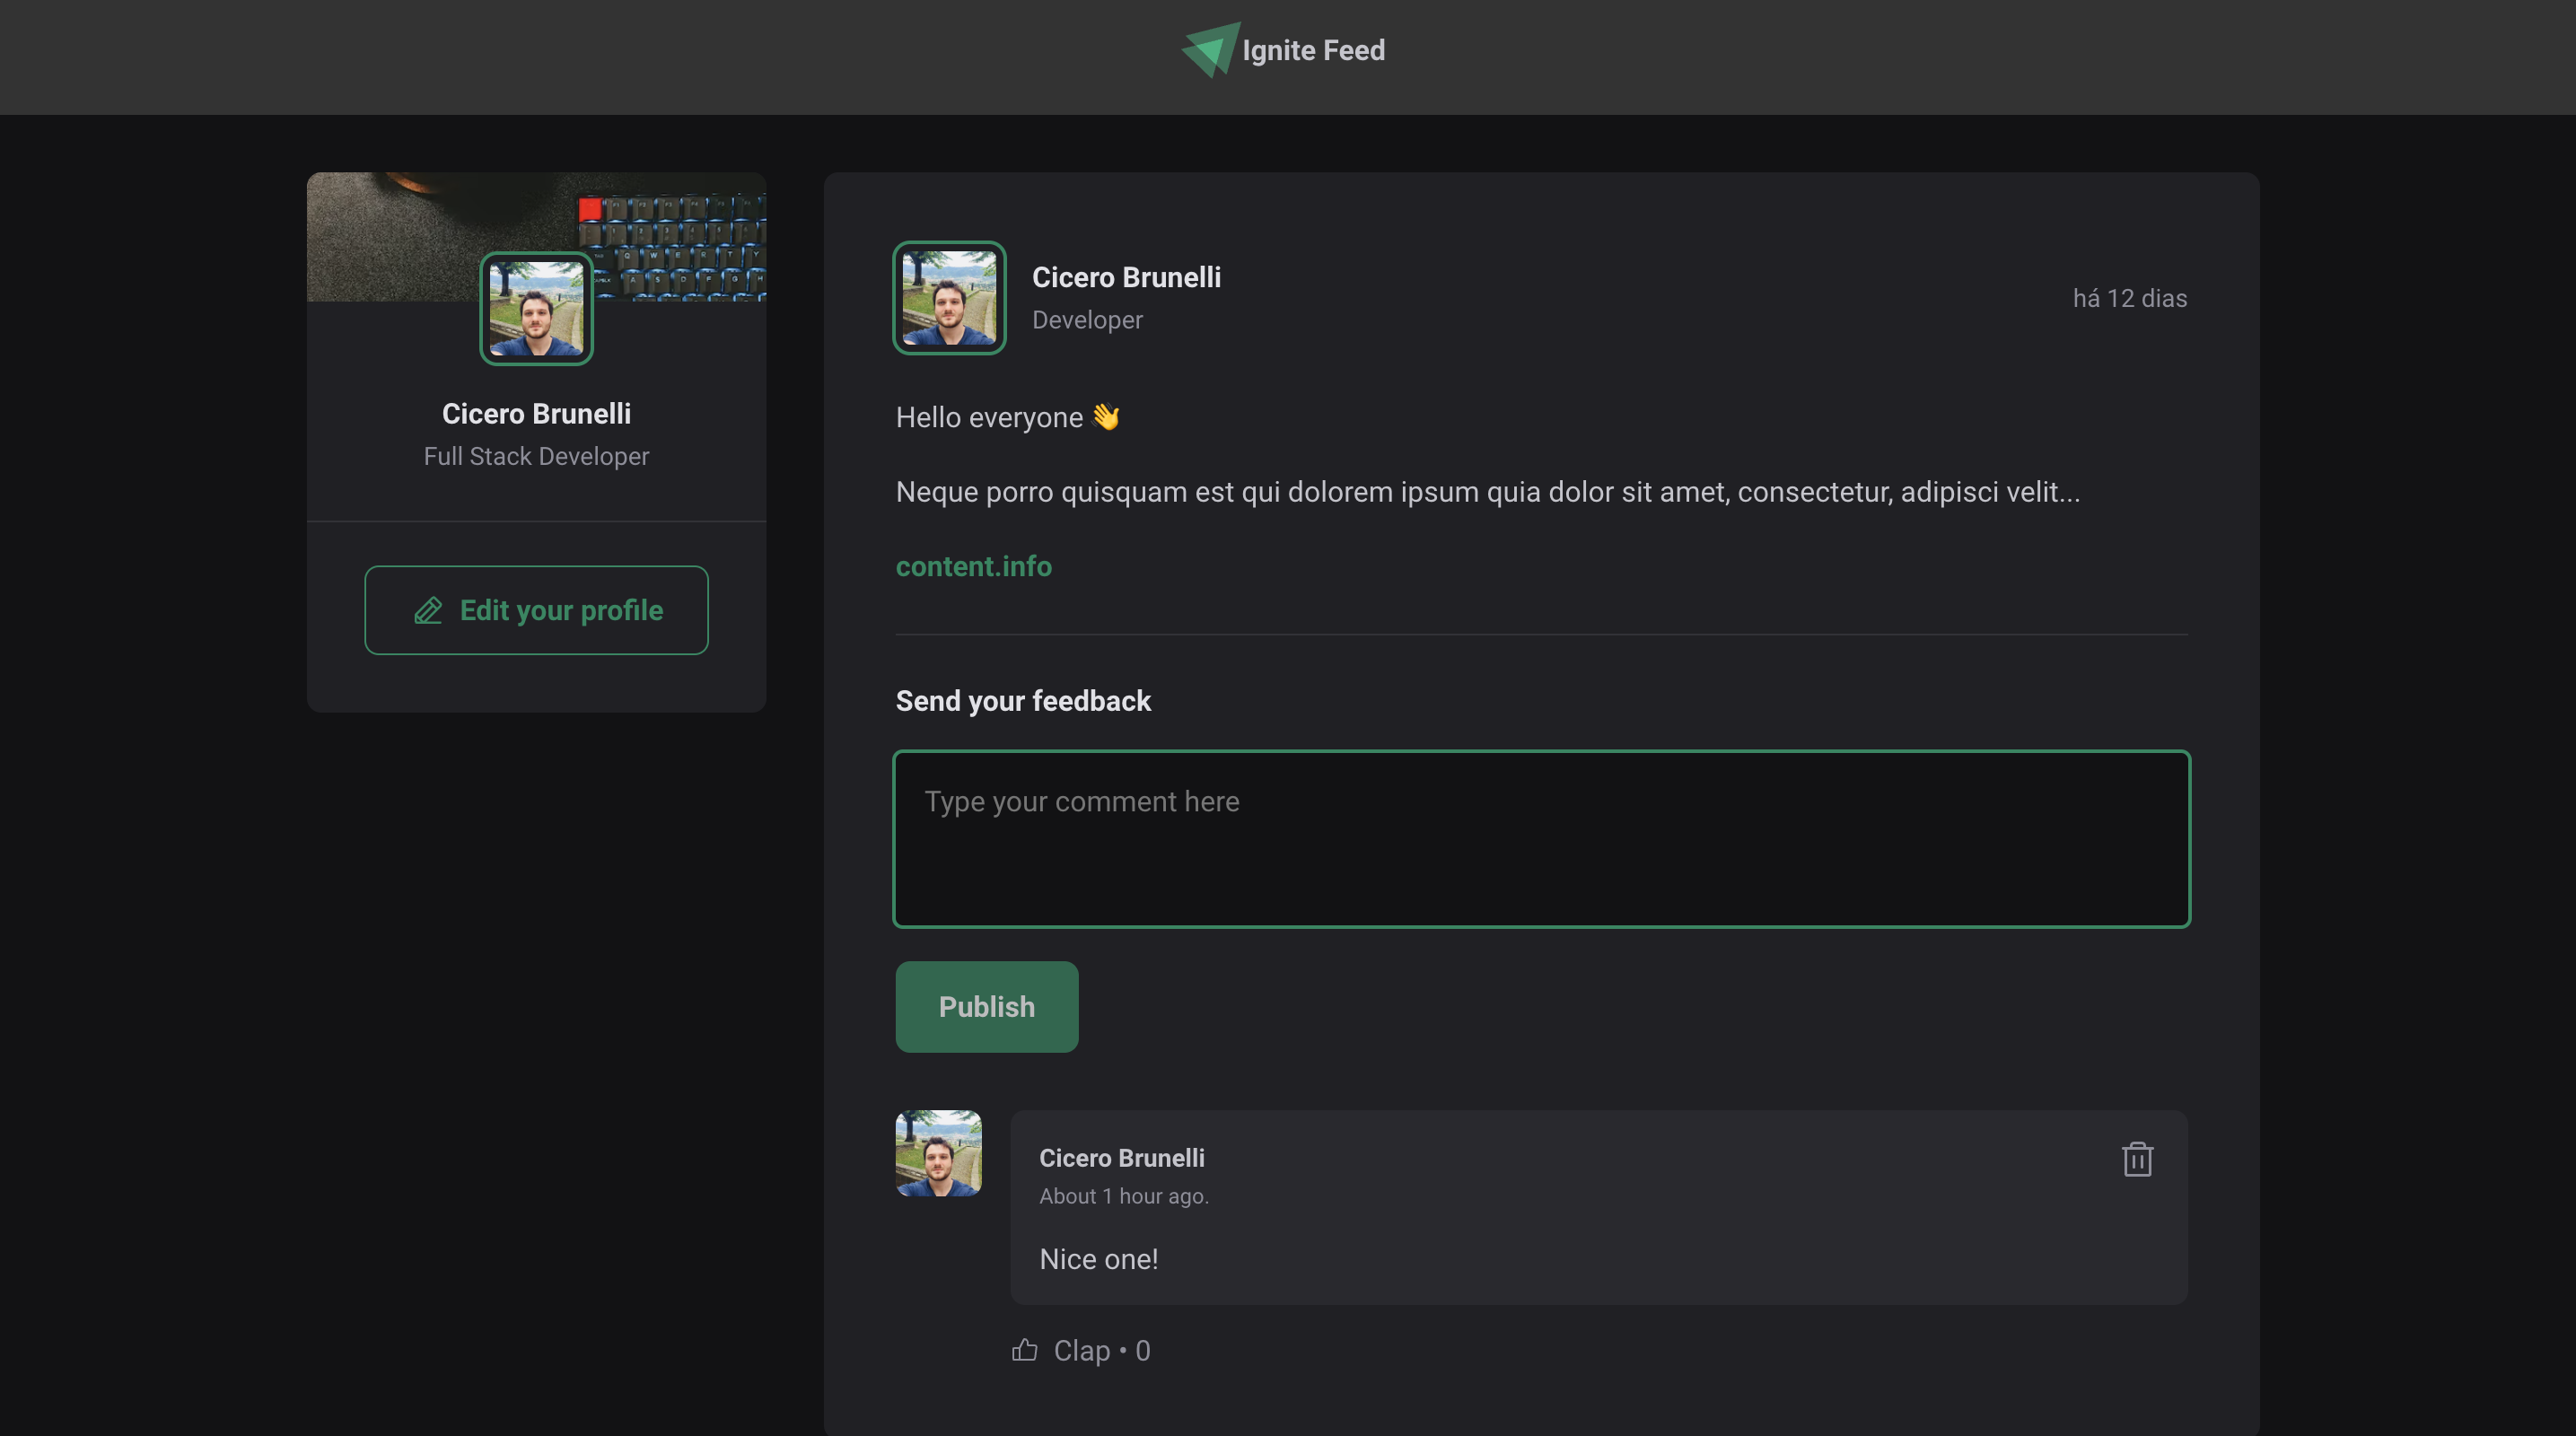 Ignite Feed
Cicero Brunelli
Full Stack Developer
Edit your profile
Cicero Brunelli
Developer
há 12 dias
Hello everyone 👋
Neque porro quisquam est qui dolorem ipsum quia dolor sit amet, consectetur, adipisci velit...
content.info
Send your feedback
Type your comment here
Publish
Cicero Brunelli
About 1 hour ago.
Nice one!
Clap • 0